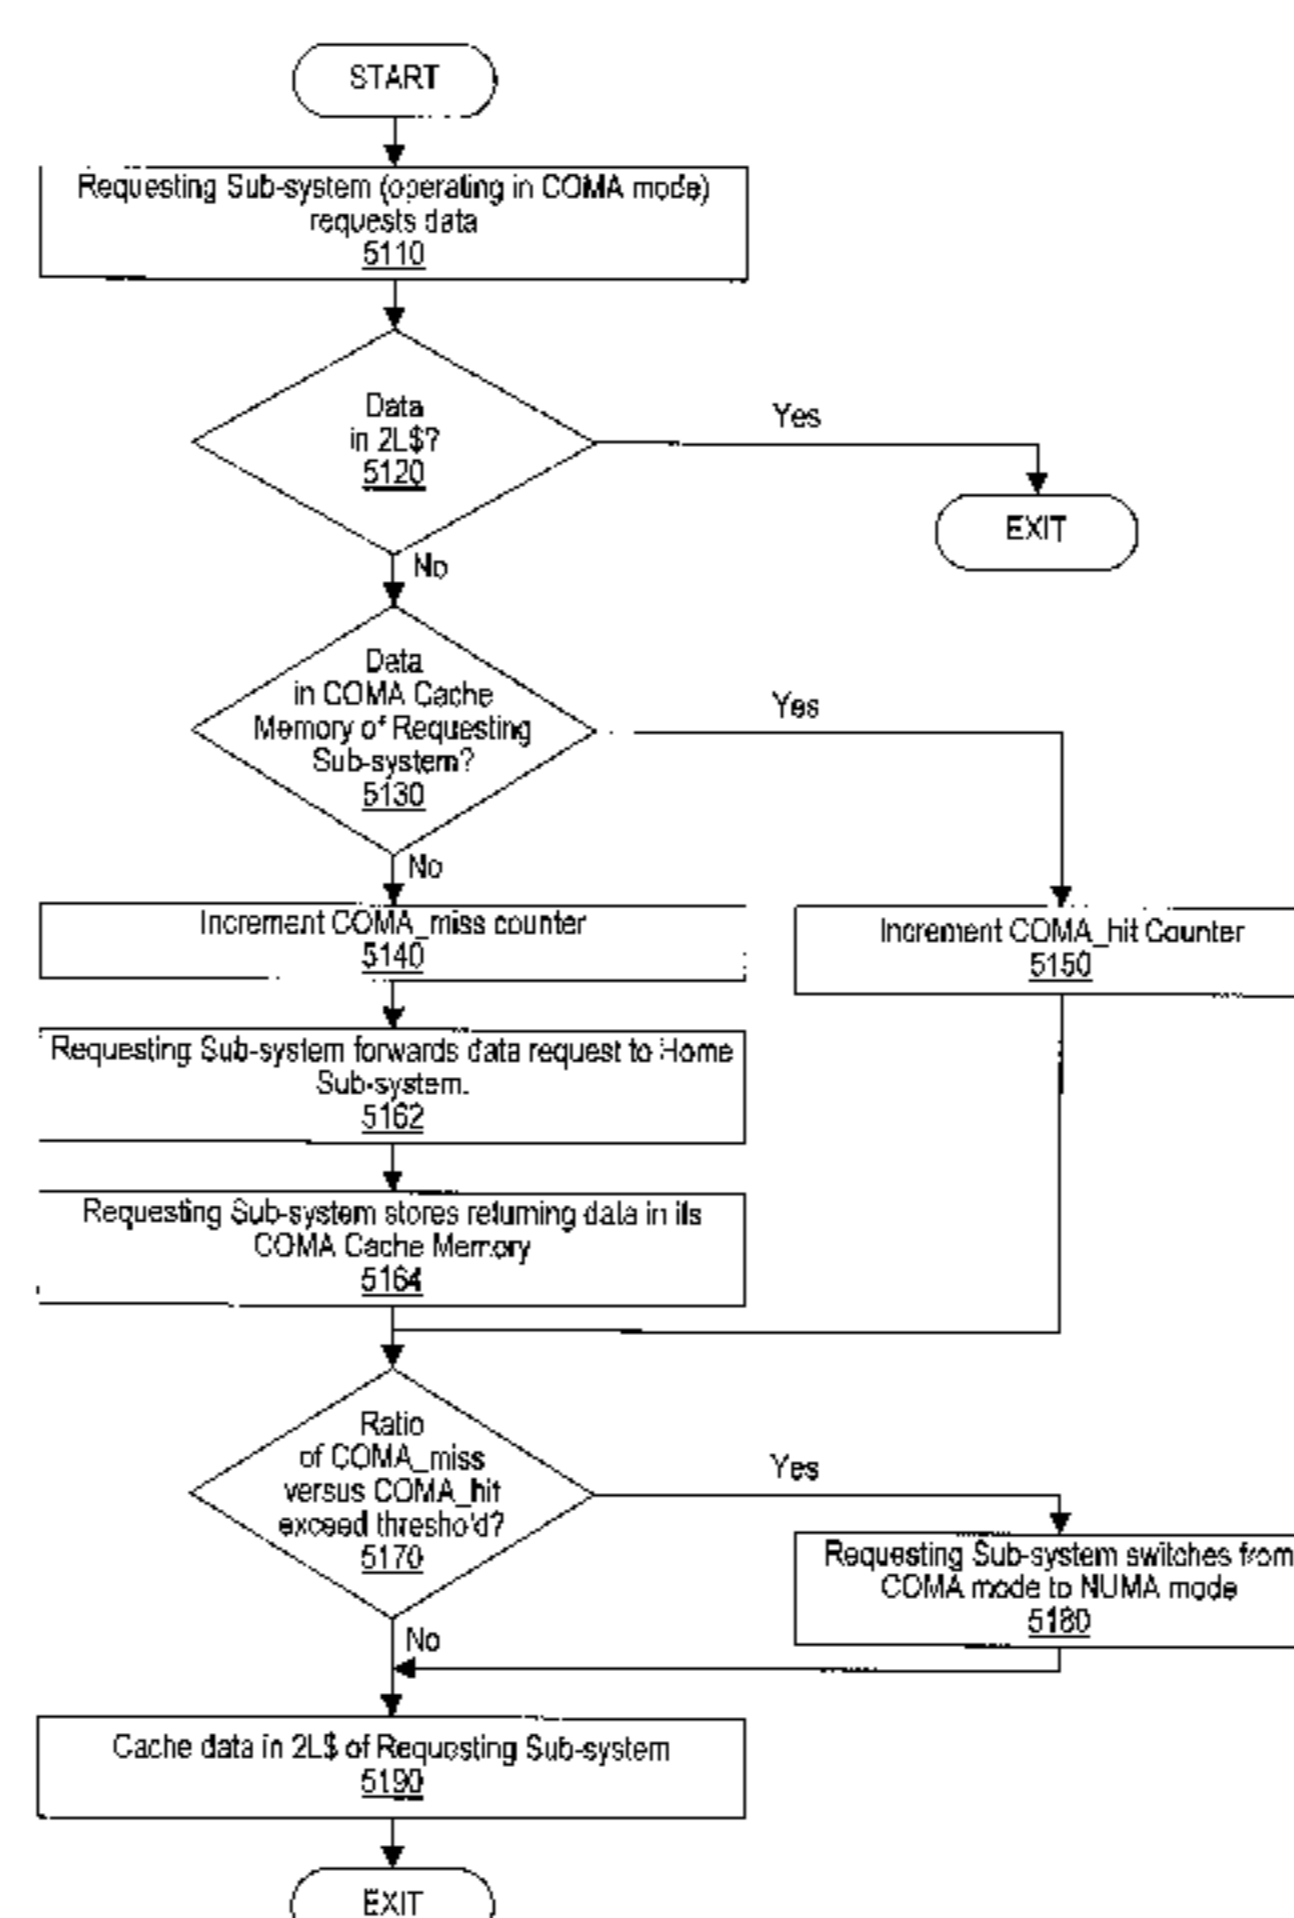 START
Requesting Sub-system (operating in COMA mode)
requests data
5110
Data
in 2L$?
5120
Yes
EXIT
No
Data
in COMA Cache
Memory of Requesting
Sub-system?
5130
Yes
No
Increment COMA_miss counter
5140
Increment COMA_hit Counter
5150
Requesting Sub-system forwards data request to Home
Sub-system.
5162
Requesting Sub-system stores returning data in its
COMA Cache Memory
5164
Ratio
of COMA_miss
versus COMA_hit
exceed threshold?
5170
Yes
Requesting Sub-system switches from
COMA mode to NUMA mode
5180
No
Cache data in 2L$ of Requesting Sub-system
5190
EXIT